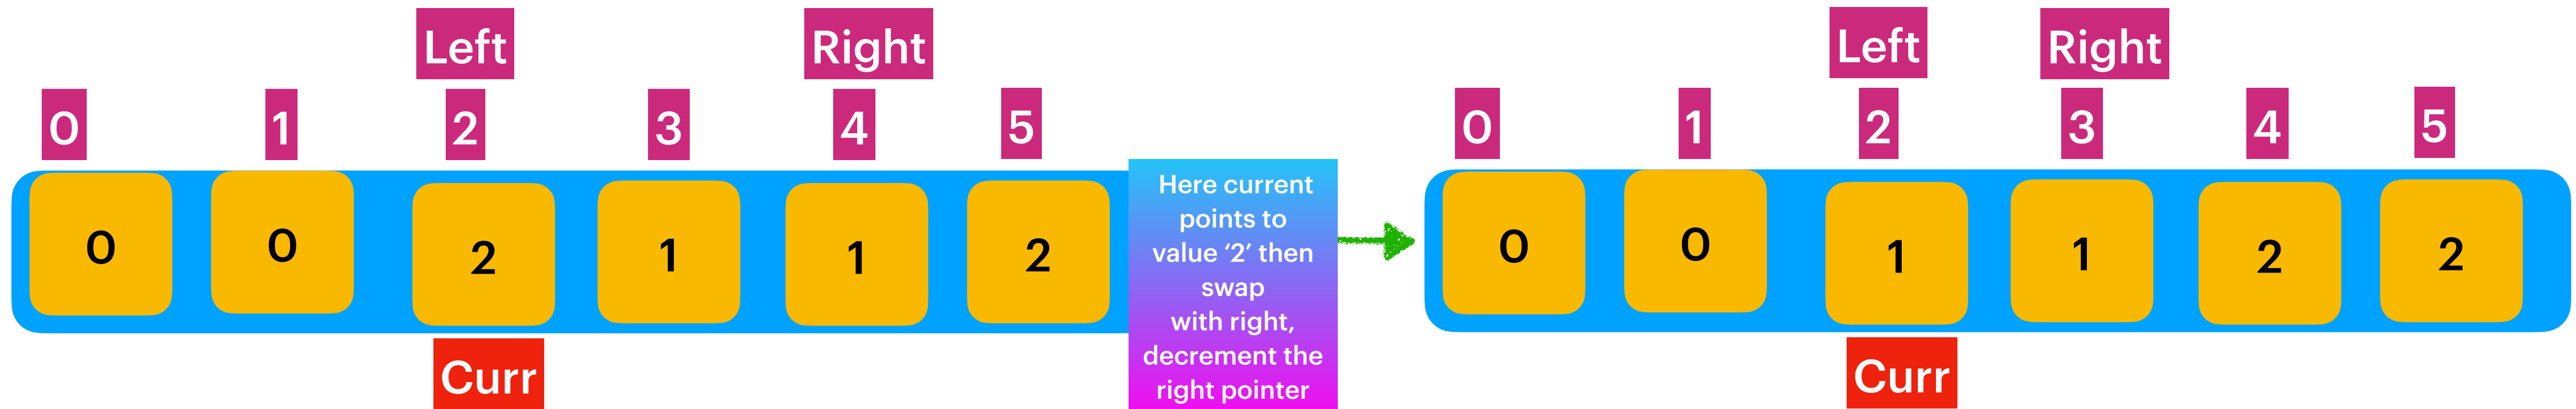 Left Right
0 1 2 3 4 5
0 0 2 1 1 2
Curr
Here current
points to
value ‘2’ then
swap
with right,
decrement the
right pointer
Left Right
0 1 2 3 4 5
0 0 1 1 2 2
Curr